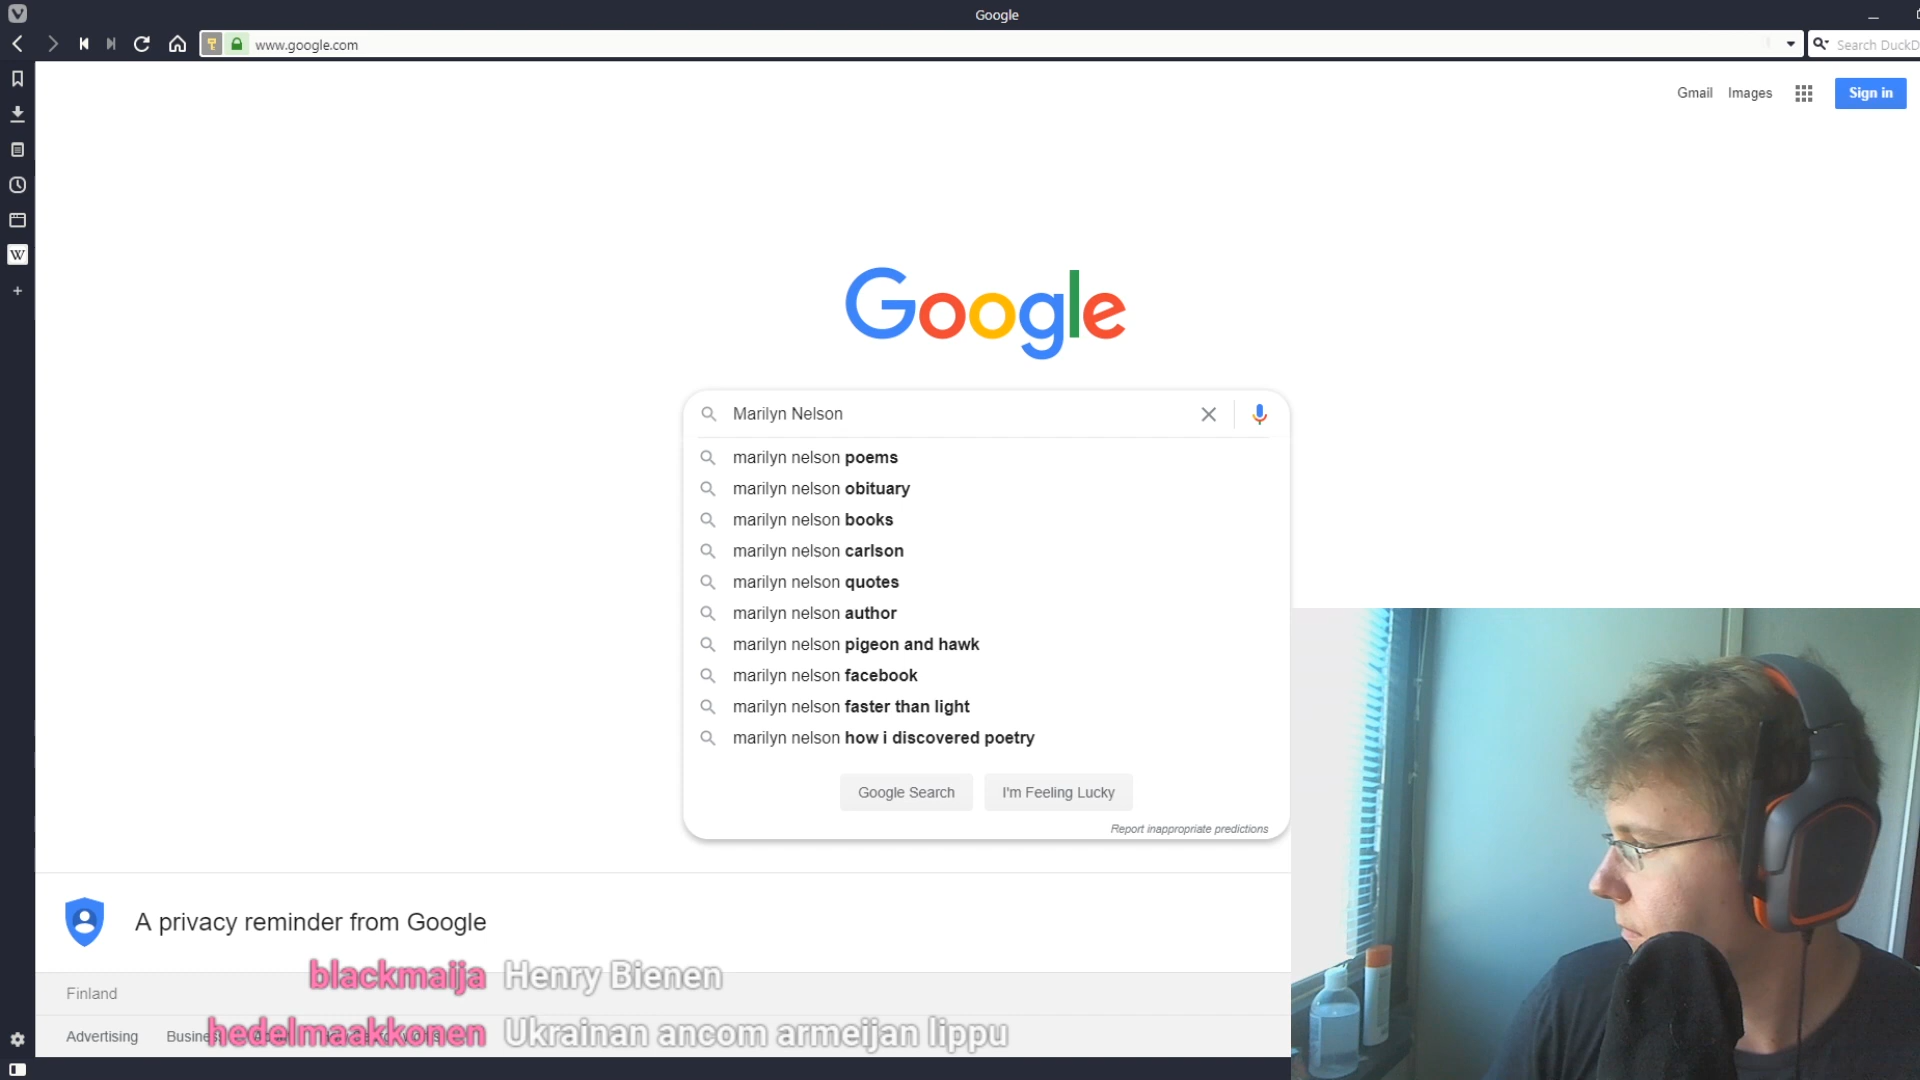 Google
www.google.com
Search DuckD
Gmail Images Sign in
Google
Marilyn Nelson
marilyn nelson poems
marilyn nelson obituary
marilyn nelson books
marilyn nelson carlson
marilyn nelson quotes
marilyn nelson author
marilyn nelson pigeon and hawk
marilyn nelson facebook
marilyn nelson faster than light
marilyn nelson how i discovered poetry
Google Search I'm Feeling Lucky
Report inappropriate predictions
A privacy reminder from Google
blackmaija Henry Bienen
Finland
hedelmaakkonen Ukrainan ancom armeijan lippu
Advertising
W